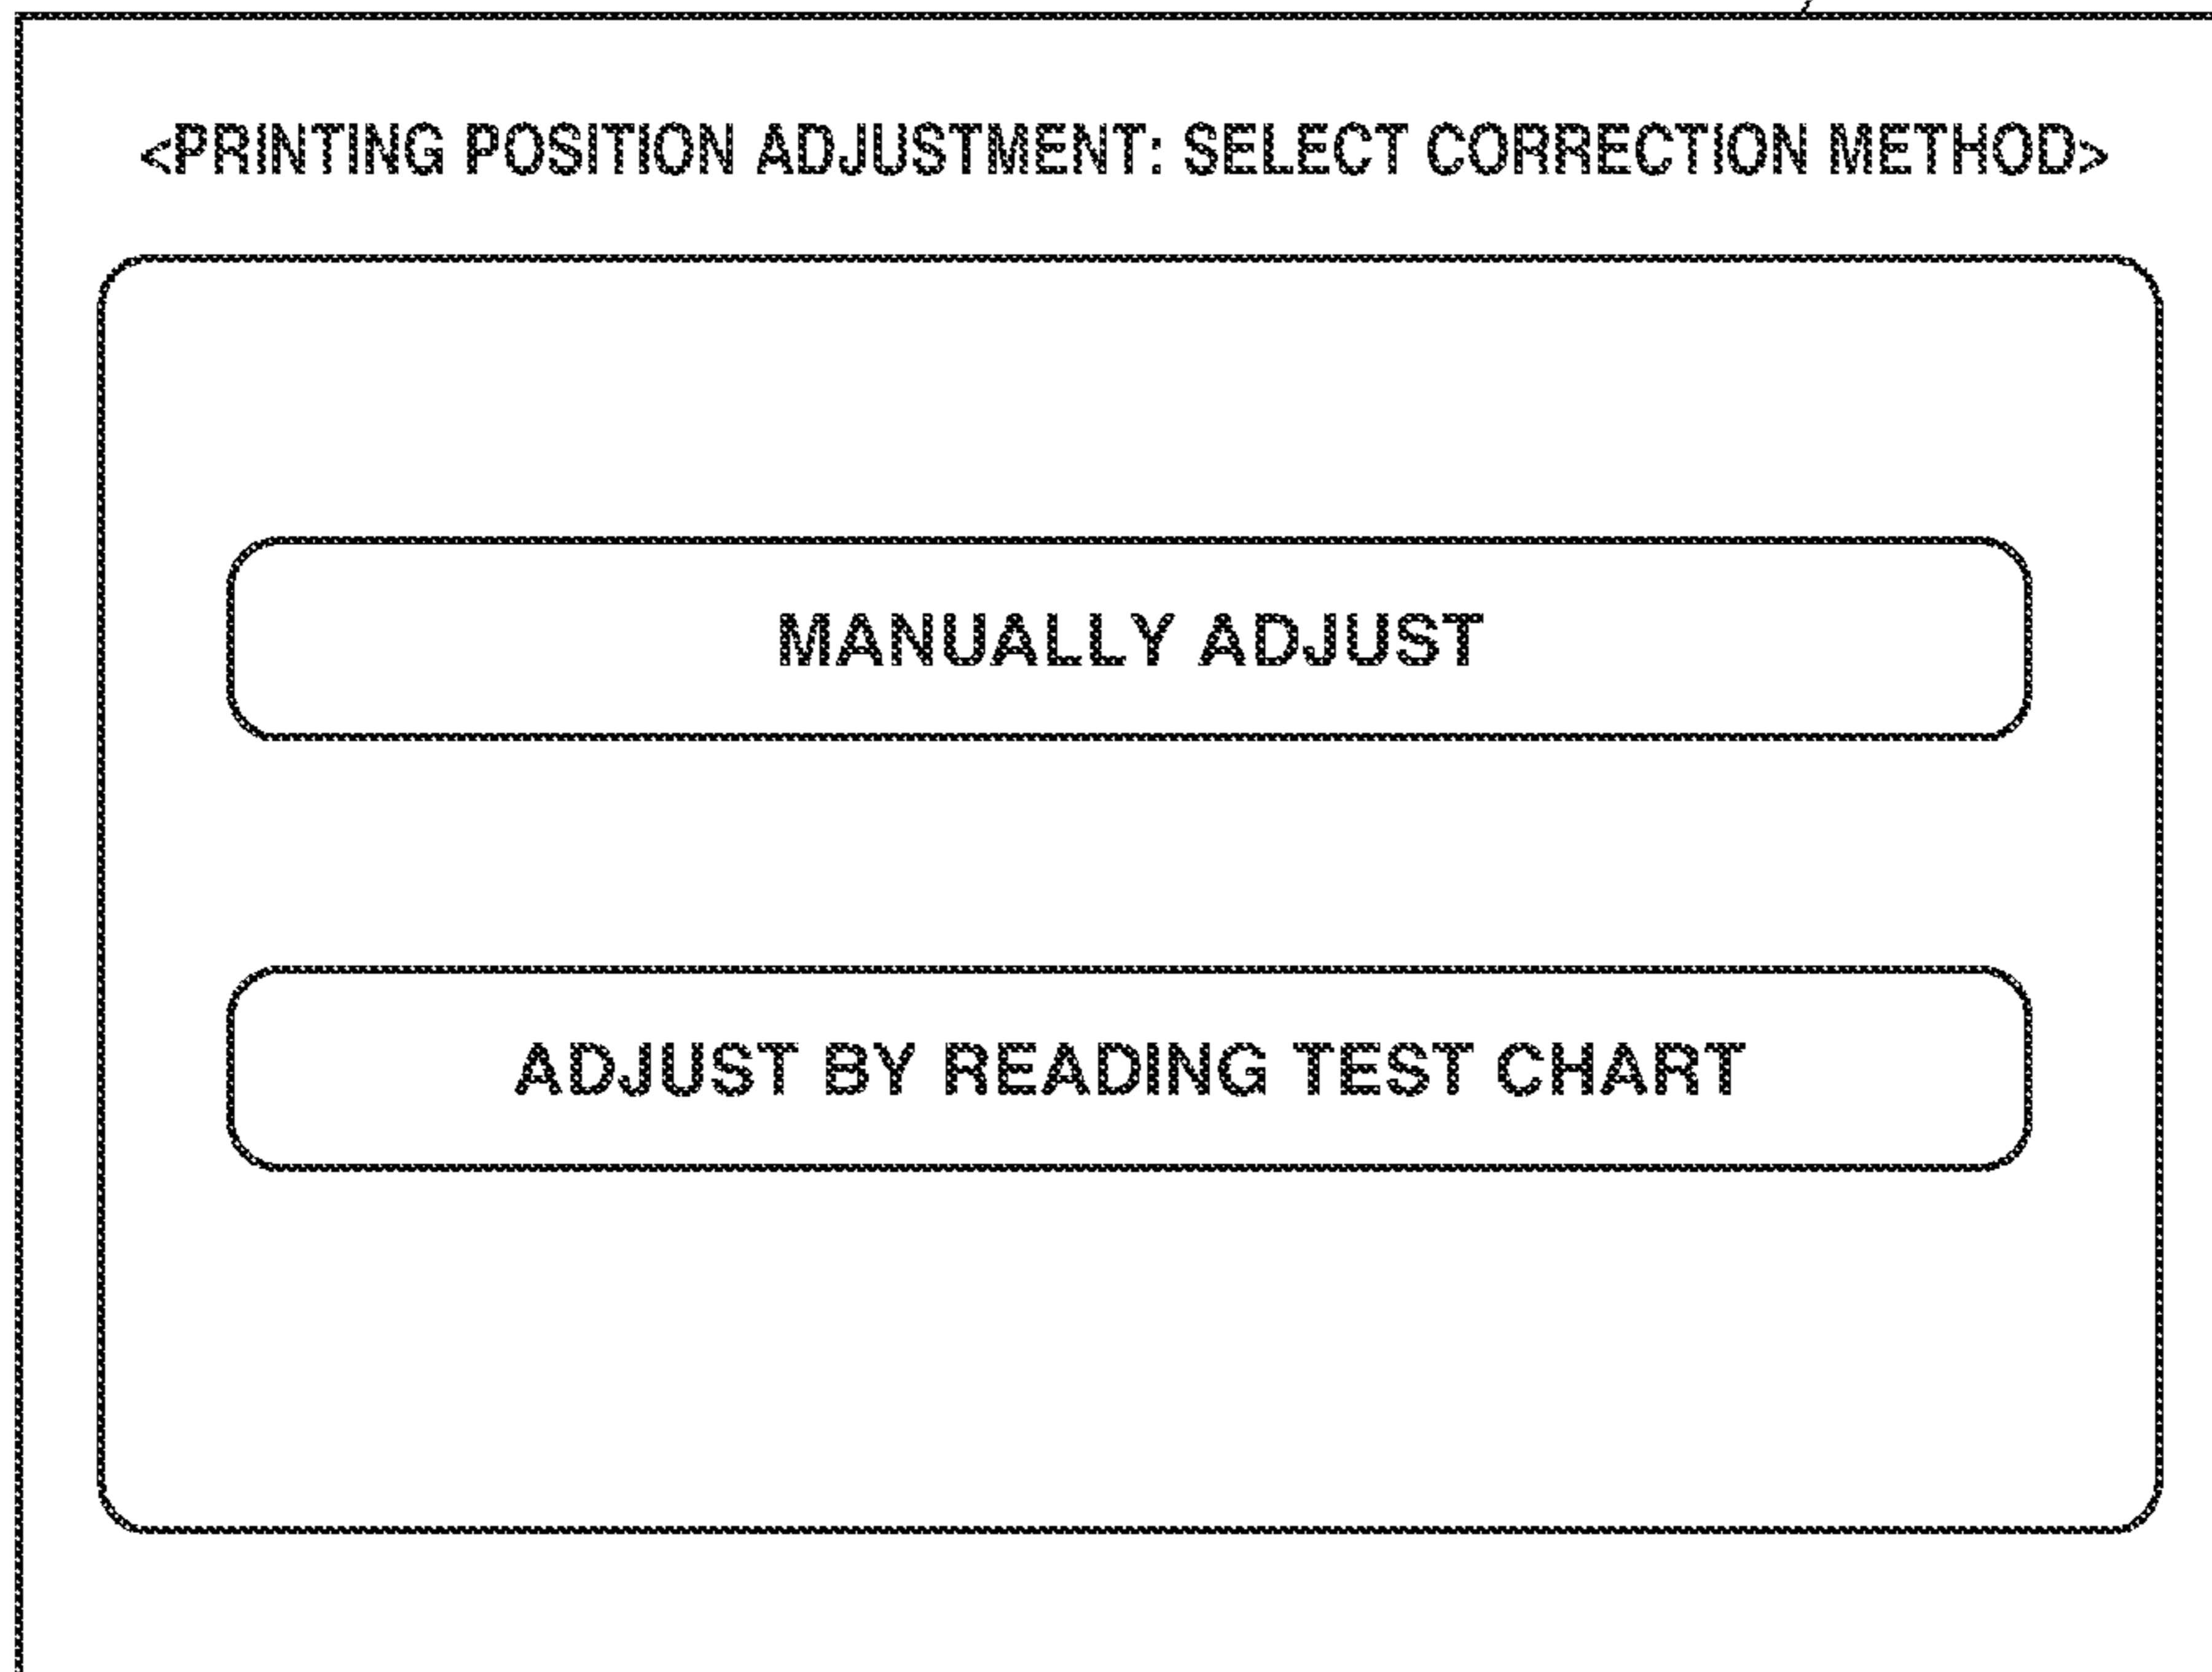 <PRINTING POSITION ADJUSTMENT: SELECT CORRECTION METHOD>
MANUALLY ADJUST
ADJUST BY READING TEST CHART